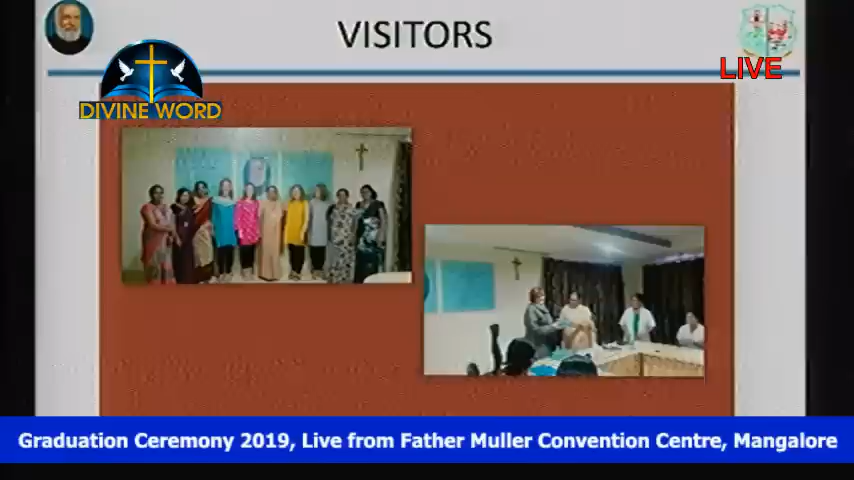 VISITORS
LIVE
DIVINE WORD
Graduation Ceremony 2019, Live from Father Muller Convention Centre, Mangalore